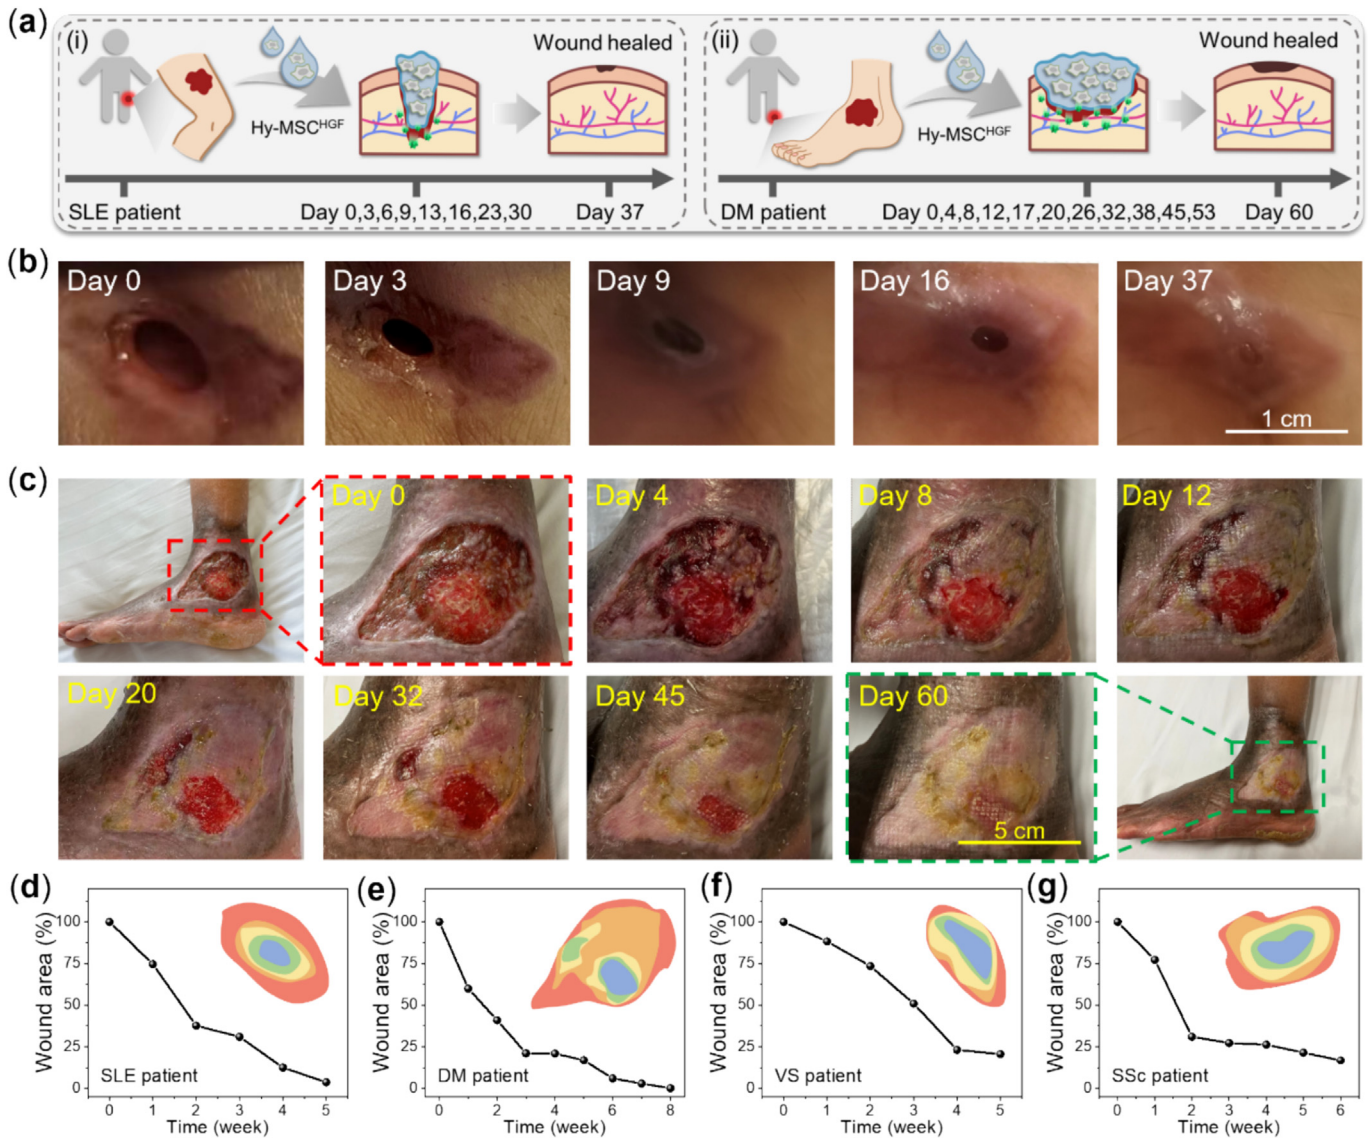 (a)
(i)
Wound healed
Hy-MSCᴴᴳᶠ
SLE patient
Day 0,3,6,9,13,16,23,30
Day 37
(ii)
Wound healed
Hy-MSCᴴᴳᶠ
DM patient
Day 0,4,8,12,17,20,26,32,38,45,53
Day 60
(b)
Day 0
Day 3
Day 9
Day 16
Day 37
1 cm
(c)
Day 0
Day 4
Day 8
Day 12
Day 20
Day 32
Day 45
Day 60
5 cm
(d)
Wound area (%)
100
75
50
25
0
SLE patient
0 1 2 3 4 5
Time (week)
(e)
Wound area (%)
100
75
50
25
0
DM patient
0 1 2 3 4 5 6 7 8
Time (week)
(f)
Wound area (%)
100
75
50
25
0
VS patient
0 1 2 3 4 5
Time (week)
(g)
Wound area (%)
100
75
50
25
0
SSc patient
0 1 2 3 4 5 6
Time (week)